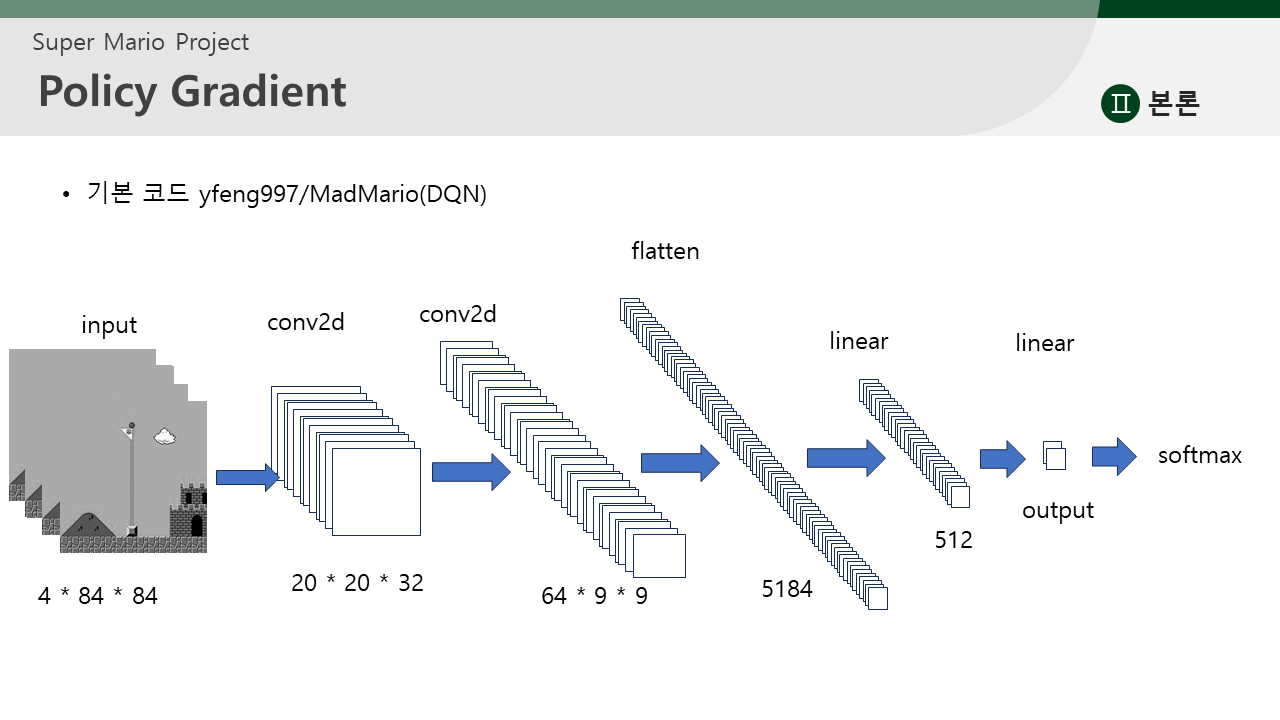 Super Mario Project
Policy Gradient
Ⅱ 본론
• 기본 코드 yfeng997/MadMario(DQN)
flatten
input
conv2d
conv2d
linear
linear
softmax
output
512
4 * 84 * 84
20 * 20 * 32
64 * 9 * 9
5184